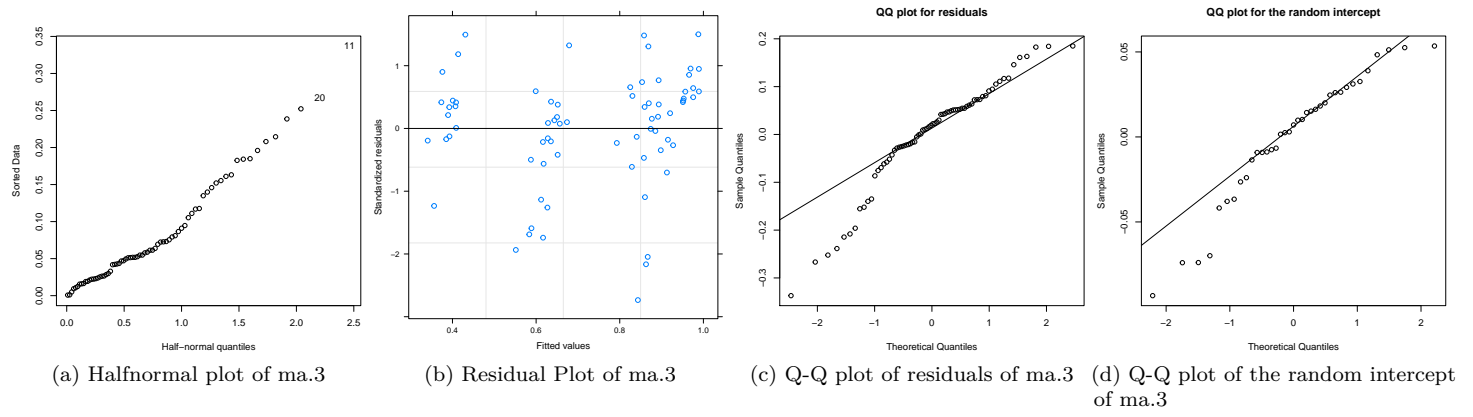 QQ plot for residuals
QQ plot for the random intercept
Sorted Data
0.00 0.05 0.10 0.15 0.20 0.25 0.30 0.35
11
20
0.0 0.5 1.0 1.5 2.0 2.5
Half−normal quantiles
Standardized residuals
1
0
−1
−2
0.4 0.6 0.8 1.0
Fitted values
Sample Quantiles
−0.3 −0.2 −0.1 0.0 0.1 0.2
−2 −1 0 1 2
Theoretical Quantiles
Sample Quantiles
−0.05 0.00 0.05
−2 −1 0 1 2
Theoretical Quantiles
(a) Halfnormal plot of ma.3
(b) Residual Plot of ma.3
(c) Q-Q plot of residuals of ma.3
(d) Q-Q plot of the random intercept
of ma.3